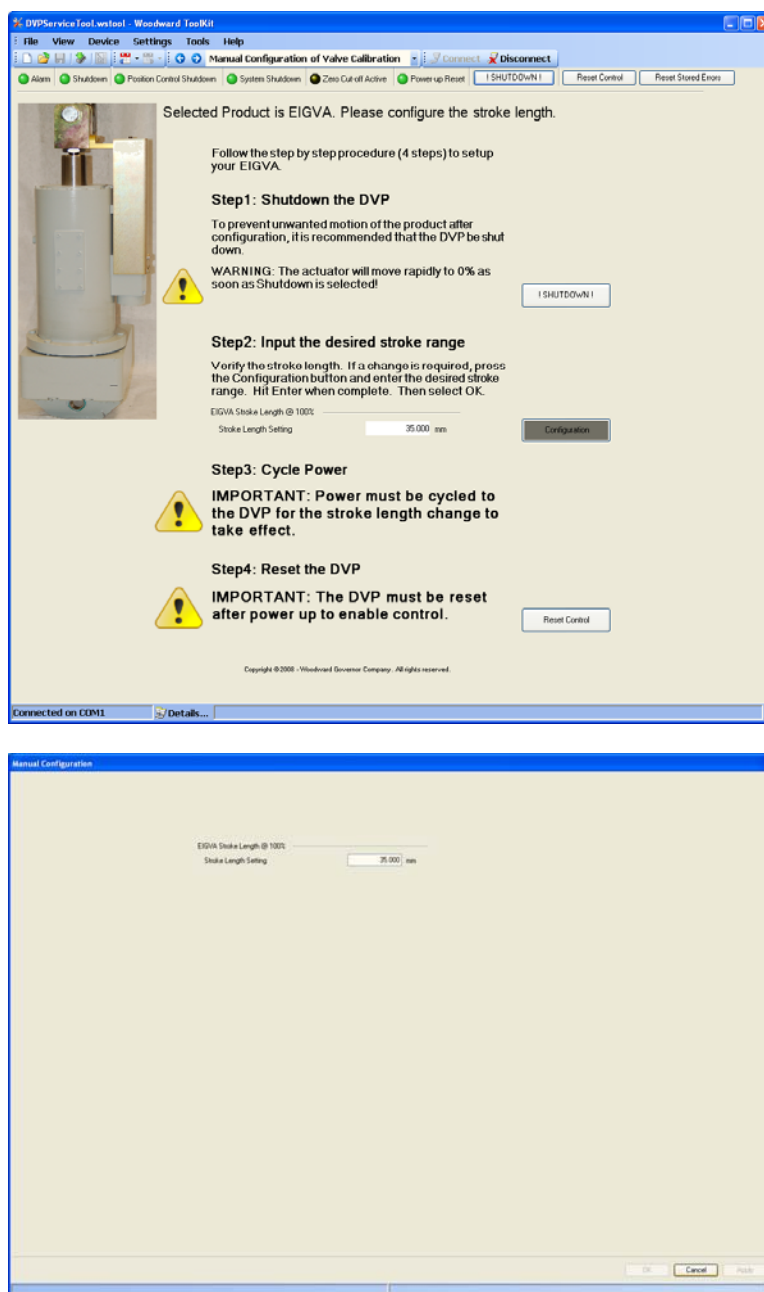 DVPServiceTool.wstool - Woodward ToolKit
File View Device Settings Tools Help
Manual Configuration of Valve Calibration Connect Disconnect
Alarm Shutdown Position Control Shutdown System Shutdown Zero Cut-off Active Power-up Reset ! SHUTDOWN ! Reset Control Reset Stored Errors
Selected Product is EIGVA. Please configure the stroke length.
Follow the step by step procedure (4 steps) to setup
your EIGVA.
Step1: Shutdown the DVP
To prevent unwanted motion of the product after
configuration, it is recommended that the DVP be shut
down.
WARNING: The actuator will move rapidly to 0% as
soon as Shutdown is selected!
! SHUTDOWN !
Step2: Input the desired stroke range
Verify the stroke length. If a change is required, press
the Configuration button and enter the desired stroke
range. Hit Enter when complete. Then select OK.
EIGVA Stroke Length @ 100%
Stroke Length Setting 35.000 mm Configuration
Step3: Cycle Power
IMPORTANT: Power must be cycled to
the DVP for the stroke length change to
take effect.
Step4: Reset the DVP
IMPORTANT: The DVP must be reset
after power up to enable control.
Reset Control
Copyright © 2008 - Woodward Governor Company. All rights reserved.
Connected on COM1 Details...
Manual Configuration
EIGVA Stroke Length @ 100%
Stroke Length Setting 35.000 mm
OK Cancel Apply